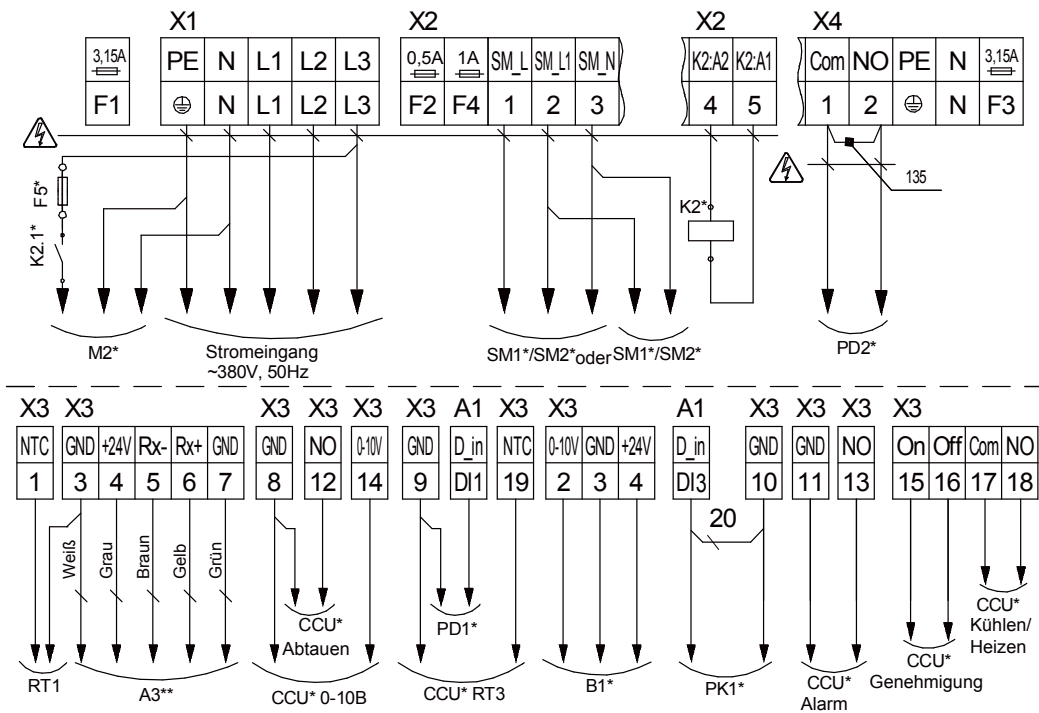 X1 X2 X2 X4
3,15A PE N L1 L2 L3 0,5A 1A SM_L SM_L1 SM_N K2:A2 K2:A1 Com NO PE N 3,15A
F1 N L1 L2 L3 F2 F4 1 2 3 4 5 1 2 N F3
F5*
K2.1*
K2*
135
M2*
Stromeingang
~380V, 50Hz
SM1*/SM2* oder SM1*/SM2*
PD2*
X3 X3 X3 X3 X3 X3 A1 X3 X3 A1 X3 X3 X3 X3
NTC GND +24V Rx- Rx+ GND GND NO 0-10V GND D_in NTC 0-10V GND +24V D_in GND GND NO On Off Com NO
1 3 4 5 6 7 8 12 14 9 DI1 19 2 3 4 DI3 10 11 13 15 16 17 18
20
Weiß
Grau
Braun
Gelb
Grün
CCU*
Abtauen
PD1*
CCU*
Kühlen/
Heizen
RT1
A3**
CCU* 0-10B
CCU* RT3
B1*
PK1*
CCU*
Alarm
CCU*
Genehmigung